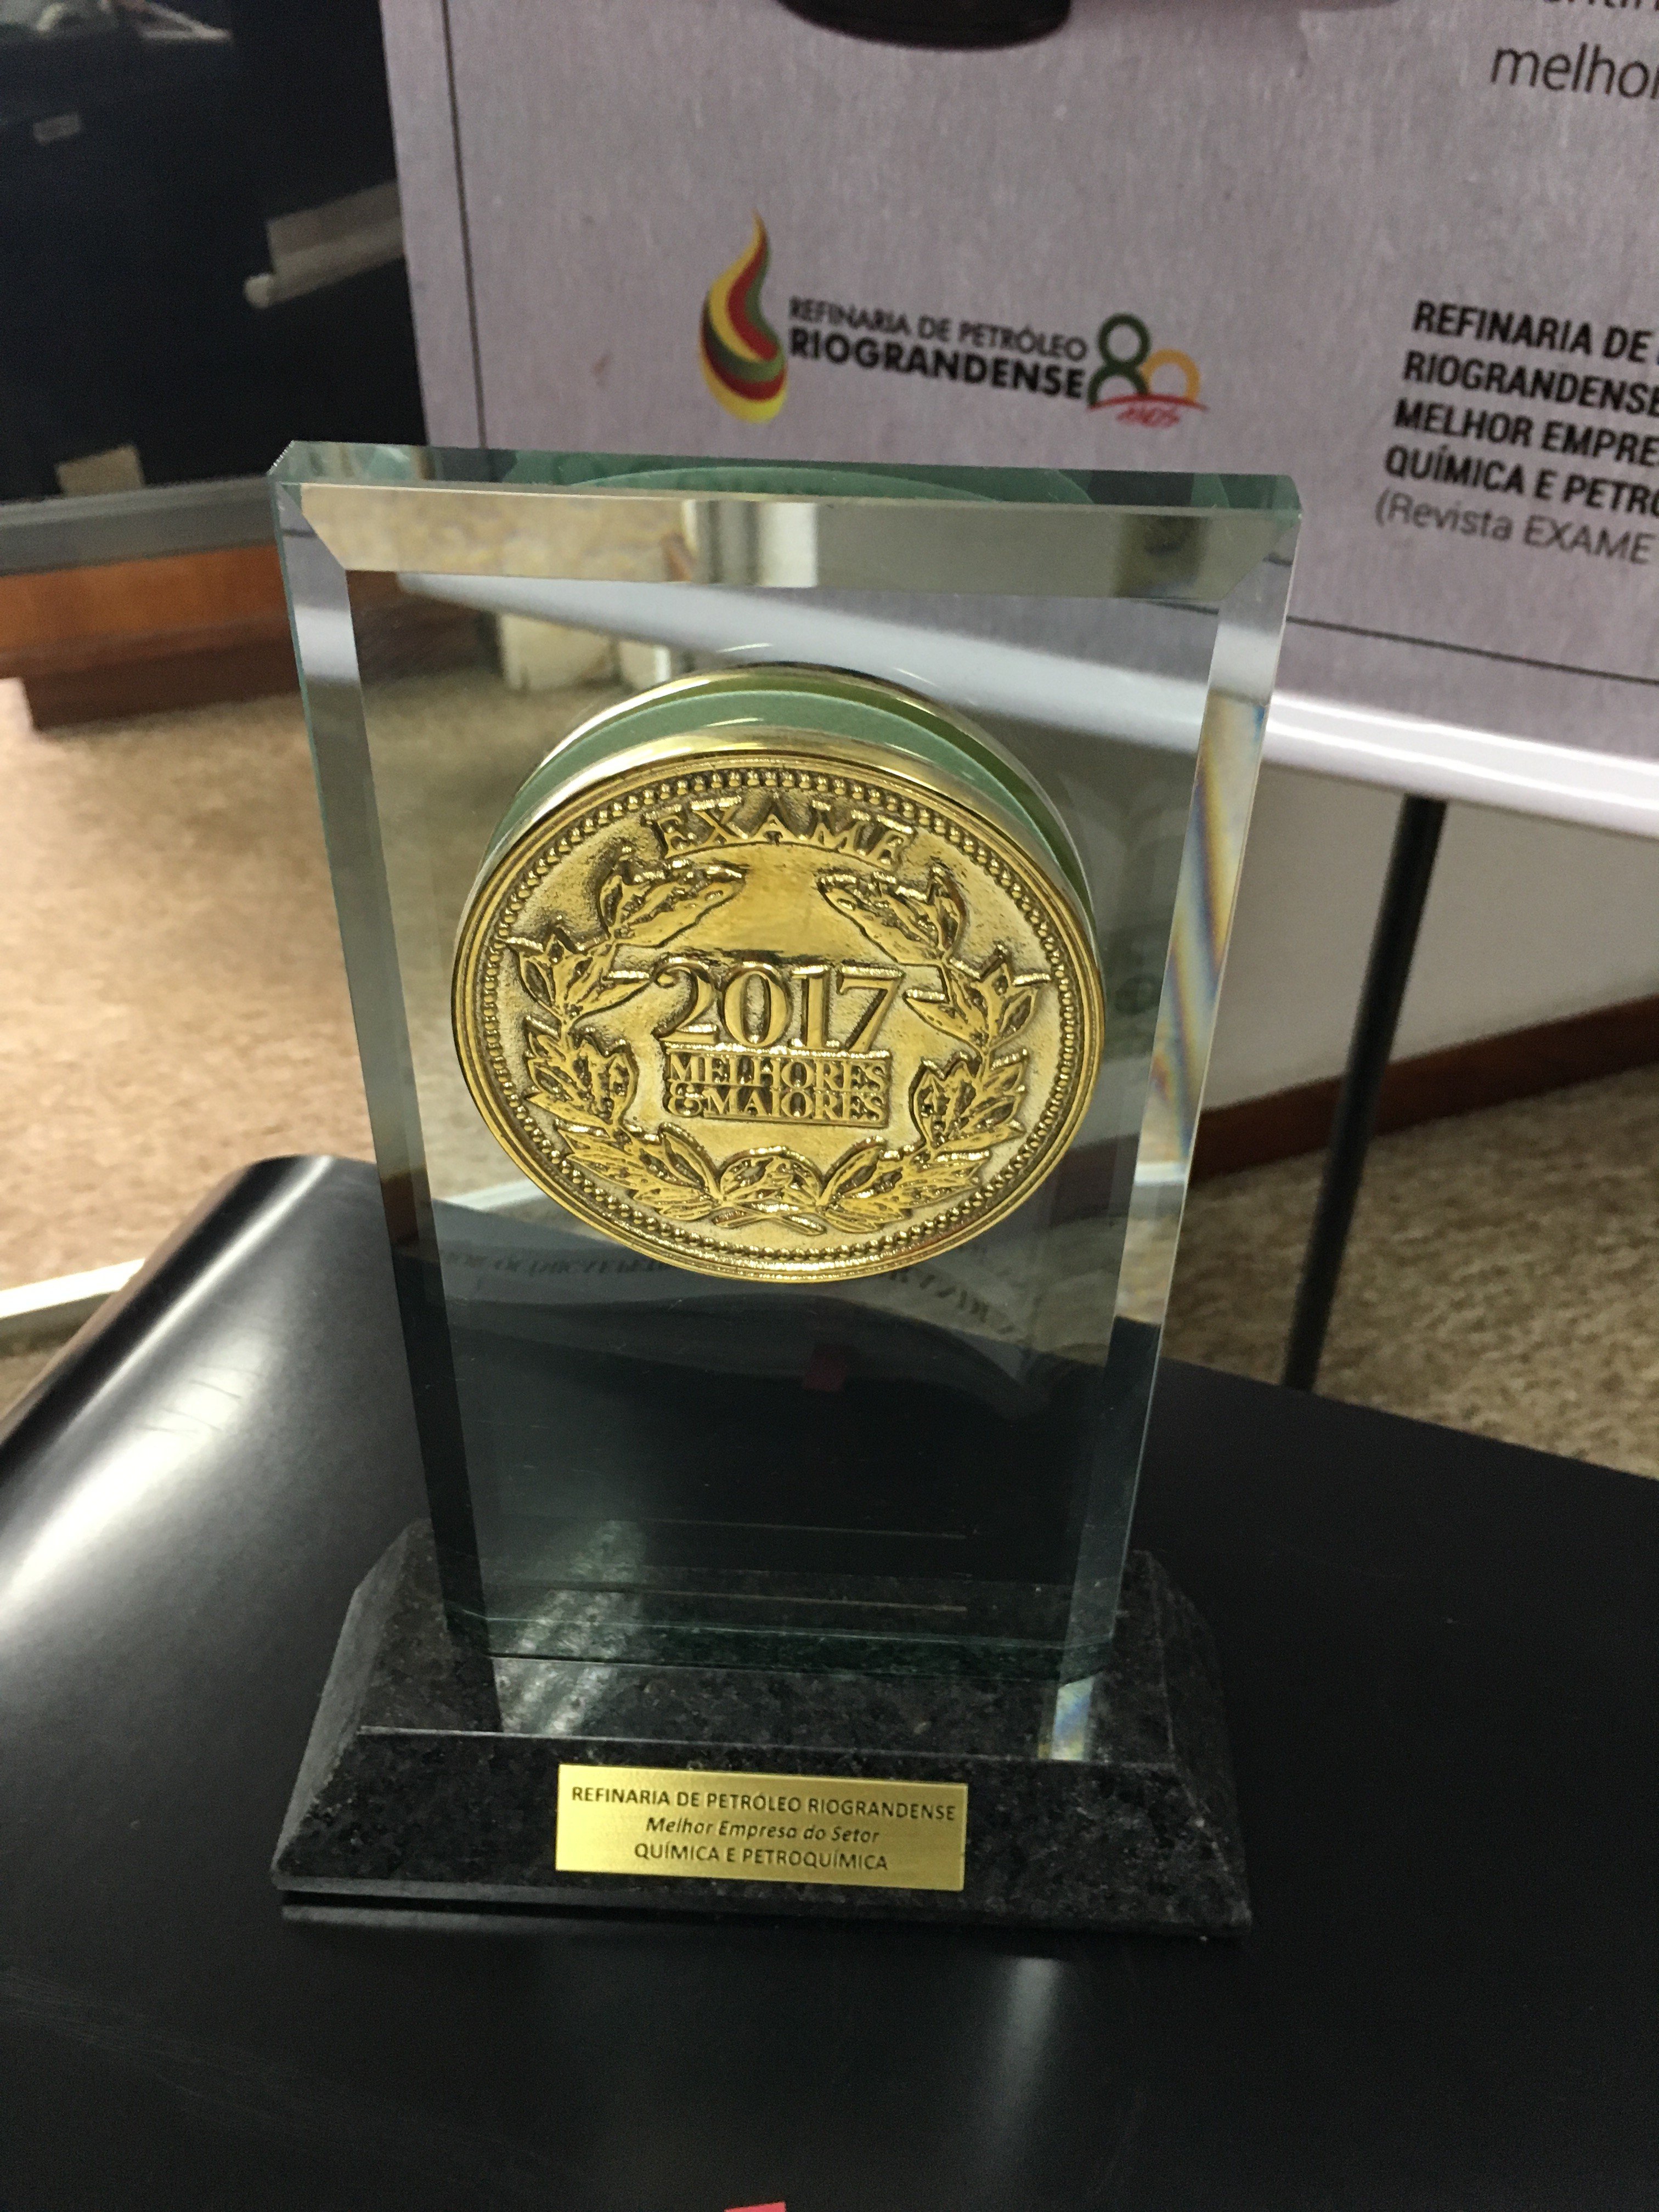 melhor
REFINARIA DE PETRÓLEO
RIOGRANDENSE
80
anos
REFINARIA DE
RIOGRANDENSE
MELHOR EMPRE
QUÍMICA E PETRO
(Revista EXAME
EXAME
2017
MELHORES
& MAIORES
REFINARIA DE PETRÓLEO RIOGRANDENSE
Melhor Empresa do Setor
QUÍMICA E PETROQUÍMICA